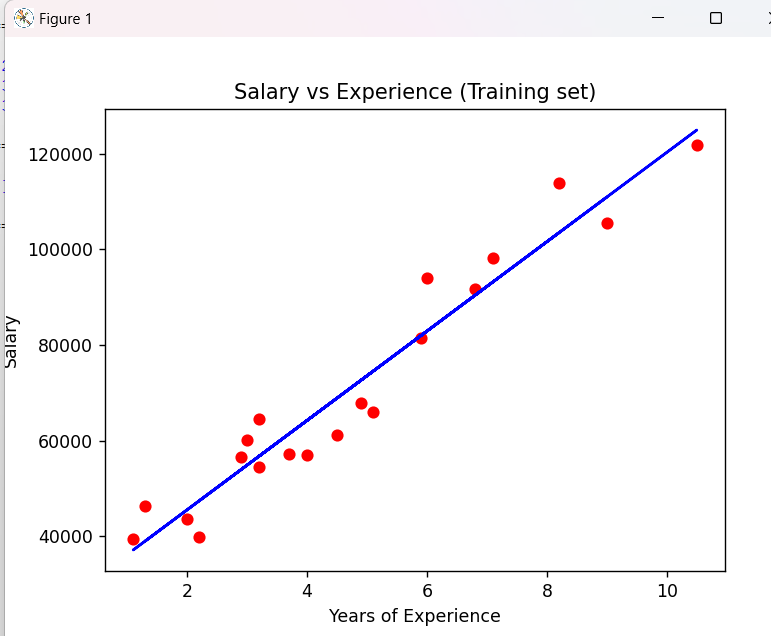 Figure 1
Salary vs Experience (Training set)
120000
100000
80000
60000
40000
Salary
2 4 6 8 10
Years of Experience